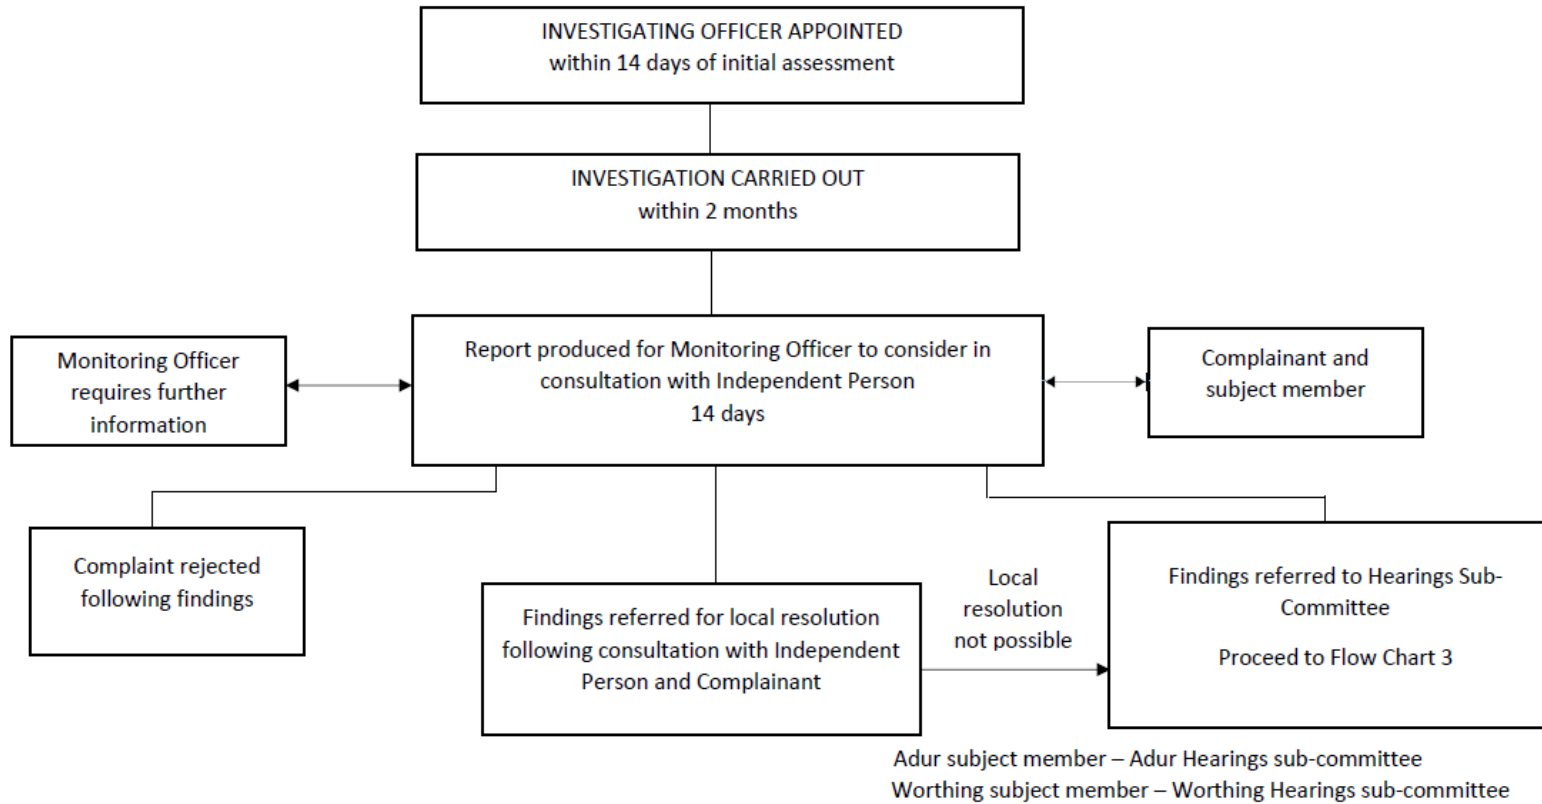 INVESTIGATING OFFICER APPOINTED
within 14 days of initial assessment
INVESTIGATION CARRIED OUT
within 2 months
Monitoring Officer
requires further
information
Report produced for Monitoring Officer to consider in
consultation with Independent Person
14 days
Complainant and
subject member
Complaint rejected
following findings
Findings referred for local resolution
following consultation with Independent
Person and Complainant
Local
resolution
not possible
Findings referred to Hearings Sub-
Committee
Proceed to Flow Chart 3
Adur subject member – Adur Hearings sub-committee
Worthing subject member – Worthing Hearings sub-committee